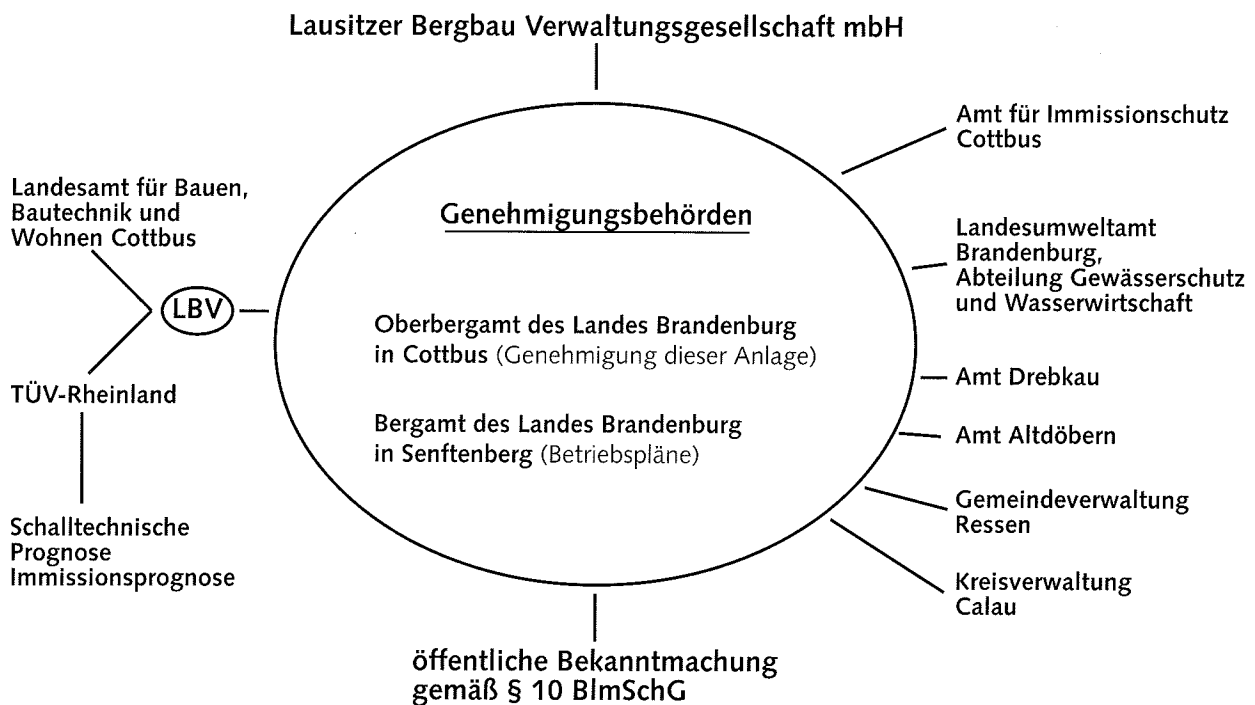 Lausitzer Bergbau Verwaltungsgesellschaft mbH
Amt für Immissionschutz
Cottbus
Landesamt für Bauen,
Bautechnik und
Wohnen Cottbus
Genehmigungsbehörden
Landesumweltamt
Brandenburg,
Abteilung Gewässerschutz
und Wasserwirtschaft
LBV
Oberbergamt des Landes Brandenburg
in Cottbus (Genehmigung dieser Anlage)
TÜV-Rheinland
Amt Drebkau
Bergamt des Landes Brandenburg
in Senftenberg (Betriebspläne)
Amt Altdöbern
Gemeindeverwaltung
Ressen
Schalltechnische
Prognose
Immissionsprognose
Kreisverwaltung
Calau
öffentliche Bekanntmachung
gemäß § 10 BlmSchG